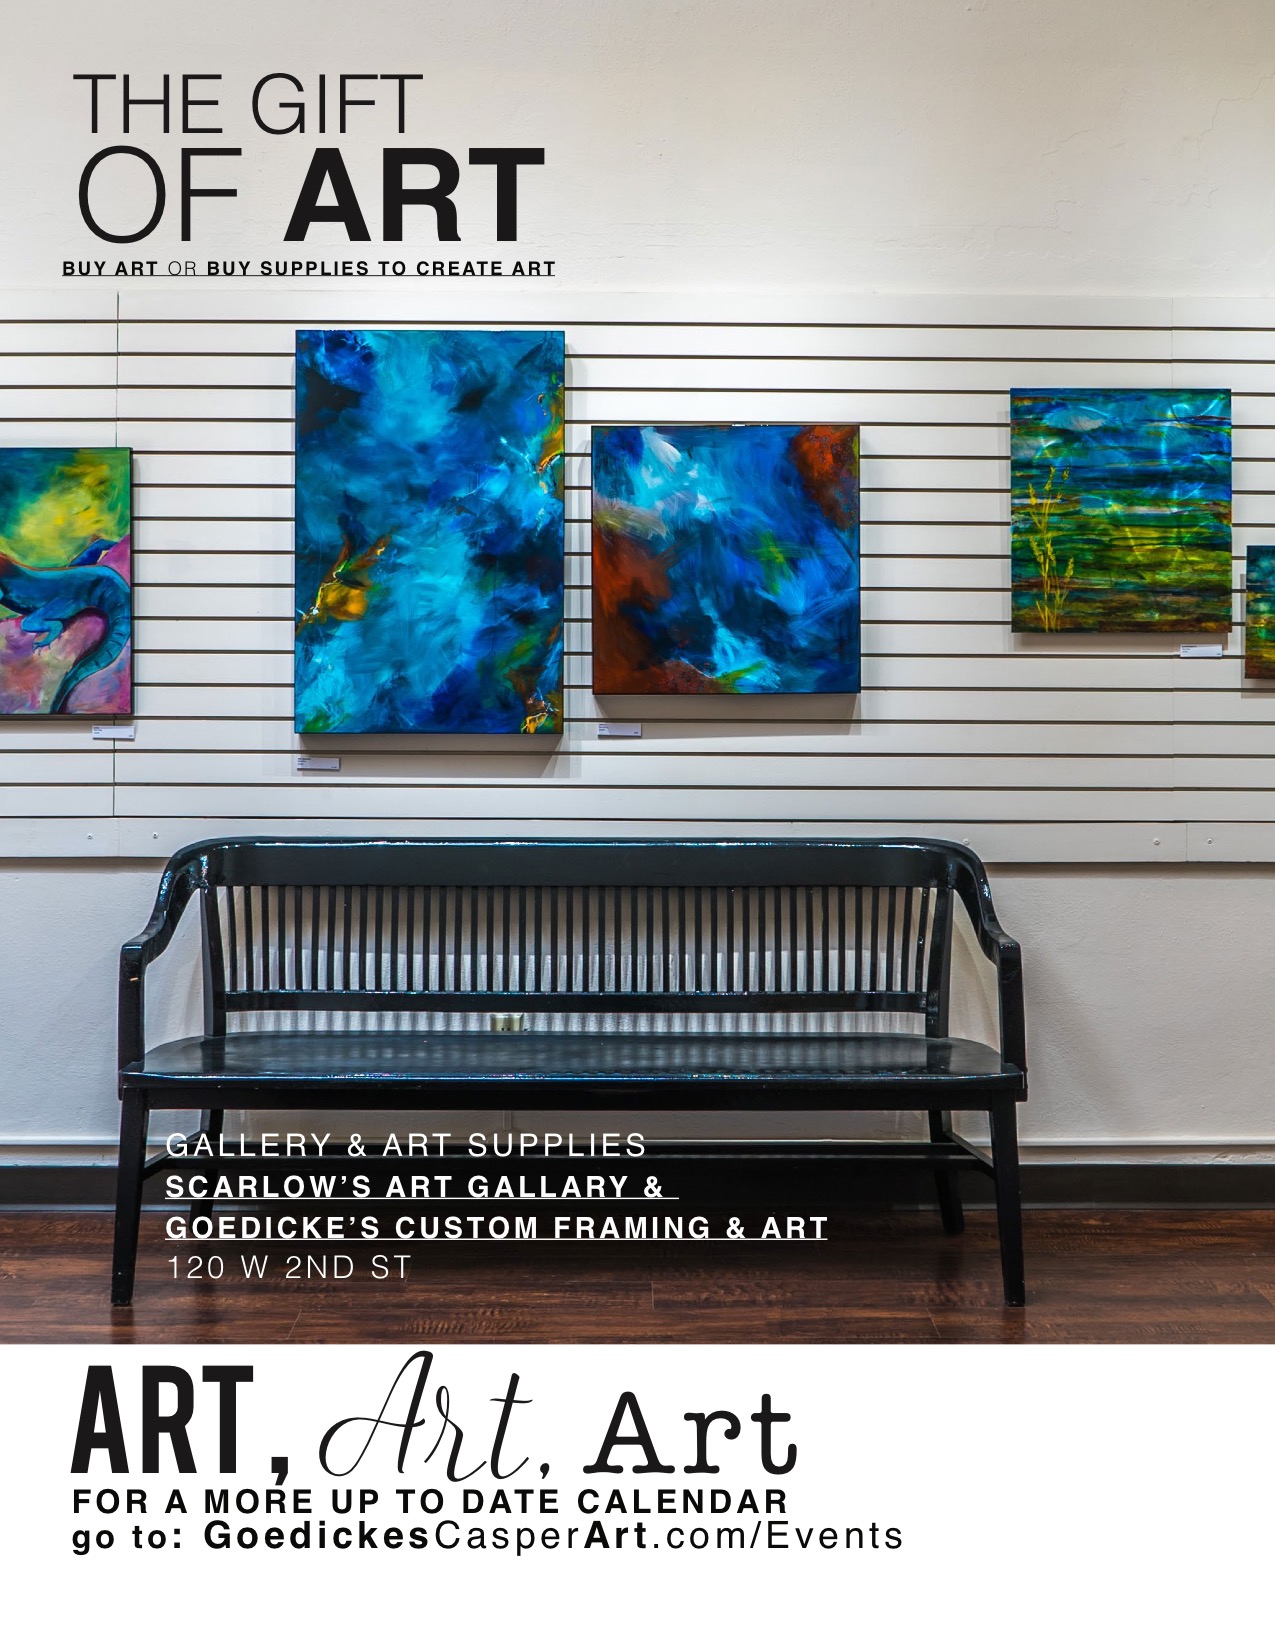 THE GIFT
OF ART
BUY ART OR BUY SUPPLIES TO CREATE ART
GALLERY & ART SUPPLIES
SCARLOW’S ART GALLARY &
GOEDICKE’S CUSTOM FRAMING & ART
120 W 2ND ST
ART, Art, Art
FOR A MORE UP TO DATE CALENDAR
go to: GoedickesCasperArt.com/Events